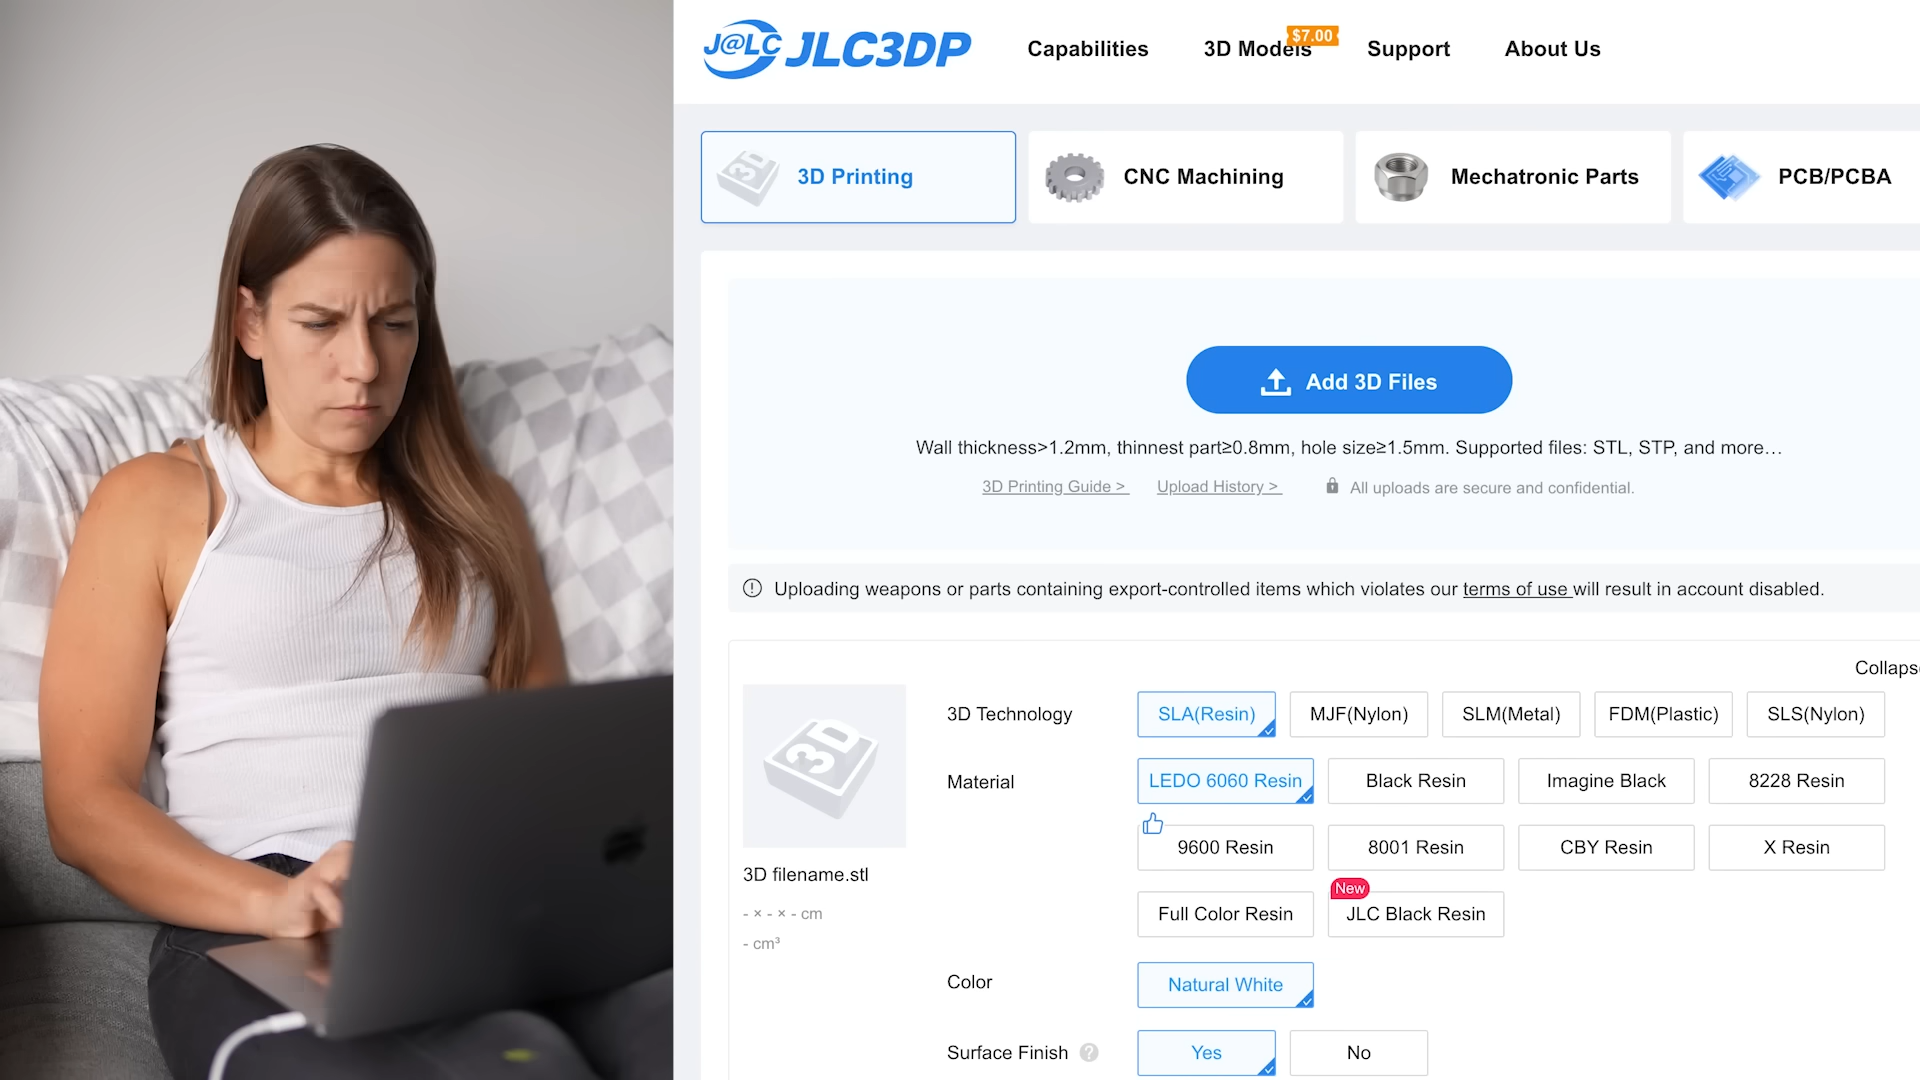 J@LC JLC3DP
Capabilities 3D Models $7.00 Support About Us
3D Printing CNC Machining Mechatronic Parts PCB/PCBA
Add 3D Files
Wall thickness>1.2mm, thinnest part≥0.8mm, hole size≥1.5mm. Supported files: STL, STP, and more…
3D Printing Guide > Upload History > All uploads are secure and confidential.
Uploading weapons or parts containing export-controlled items which violates our terms of use will result in account disabled.
Collaps
3D
3D filename.stl
- × - × - cm
- cm³
3D Technology SLA(Resin) MJF(Nylon) SLM(Metal) FDM(Plastic) SLS(Nylon)
Material LEDO 6060 Resin Black Resin Imagine Black 8228 Resin
9600 Resin 8001 Resin CBY Resin X Resin
New
Full Color Resin JLC Black Resin
Color Natural White
Surface Finish ? Yes No